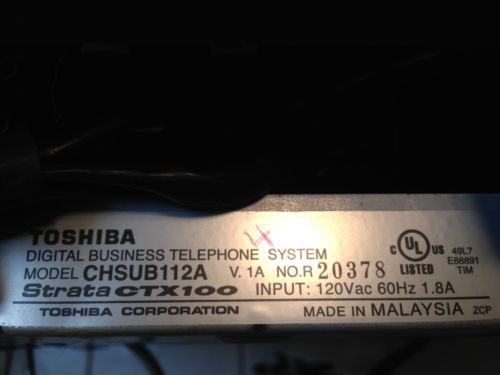 TOSHIBA
DIGITAL BUSINESS TELEPHONE SYSTEM
MODEL CHSUB112A V. 1A NO.R 20378
Strata CTX100 INPUT: 120Vac 60Hz 1.8A
TOSHIBA CORPORATION MADE IN MALAYSIA ZCP
C UL US LISTED
49L7
E88891
TIM